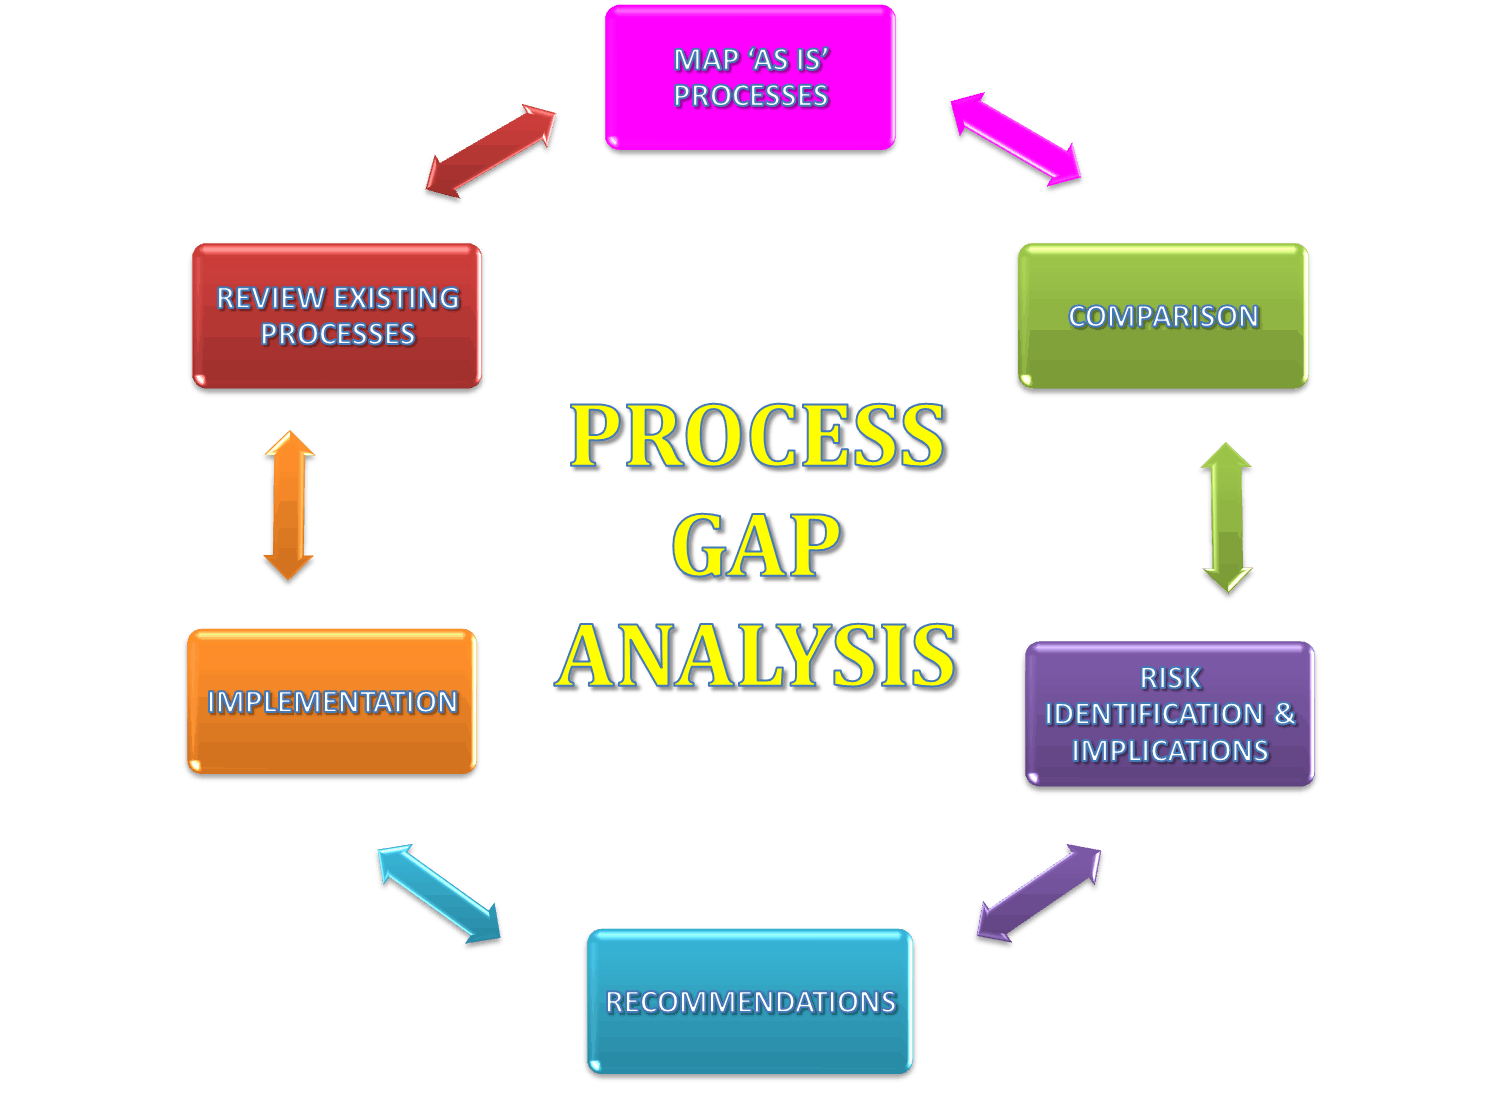 MAP ‘AS IS’
PROCESSES
REVIEW EXISTING
PROCESSES
COMPARISON
PROCESS
GAP
ANALYSIS
IMPLEMENTATION
RISK
IDENTIFICATION &
IMPLICATIONS
RECOMMENDATIONS